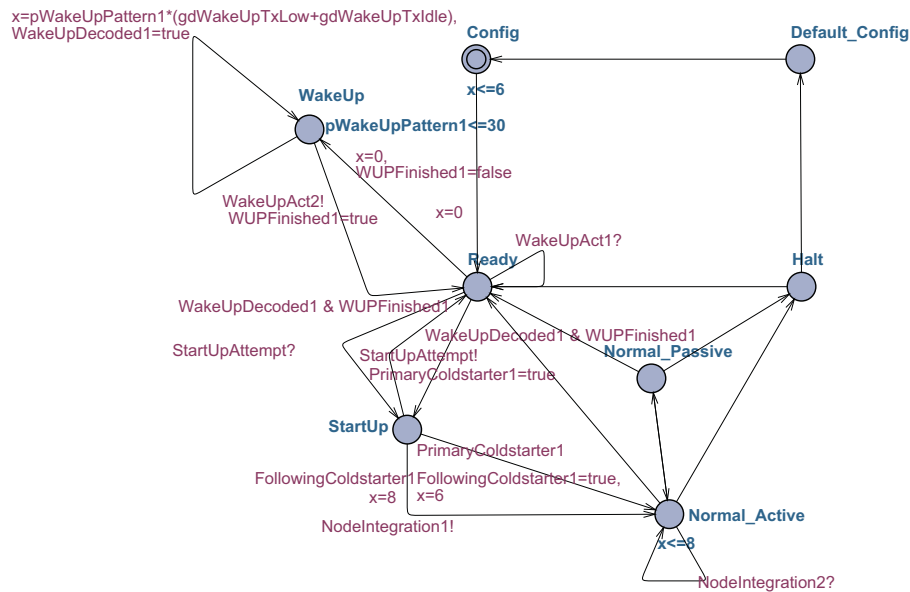 x=pWakeUpPattern1*(gdWakeUpTxLow+gdWakeUpTxIdle),
WakeUpDecoded1=true
Config
Default_Config
x<=6
WakeUp
pWakeUpPattern1<=30
x=0,
WUPFinished1=false
WakeUpAct2!
WUPFinished1=true
x=0
WakeUpAct1?
Ready
Halt
WakeUpDecoded1 & WUPFinished1
WakeUpDecoded1 & WUPFinished1
StartUpAttempt?
StartUpAttempt!
PrimaryColdstarter1=true
Normal_Passive
StartUp
PrimaryColdstarter1
FollowingColdstarter1
FollowingColdstarter1=true,
x=8
x=6
NodeIntegration1!
Normal_Active
x<=8
NodeIntegration2?